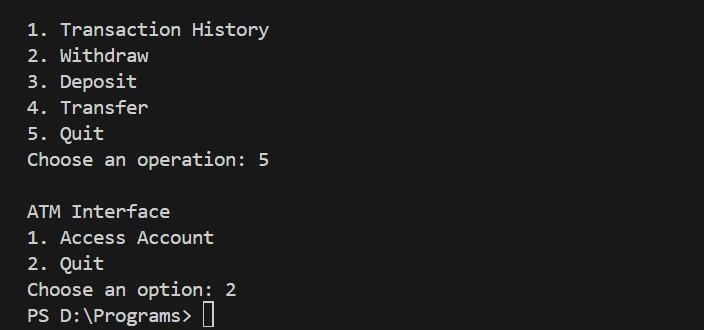 1. Transaction History
2. Withdraw
3. Deposit
4. Transfer
5. Quit
Choose an operation: 5

ATM Interface
1. Access Account
2. Quit
Choose an option: 2
PS D:\Programs>